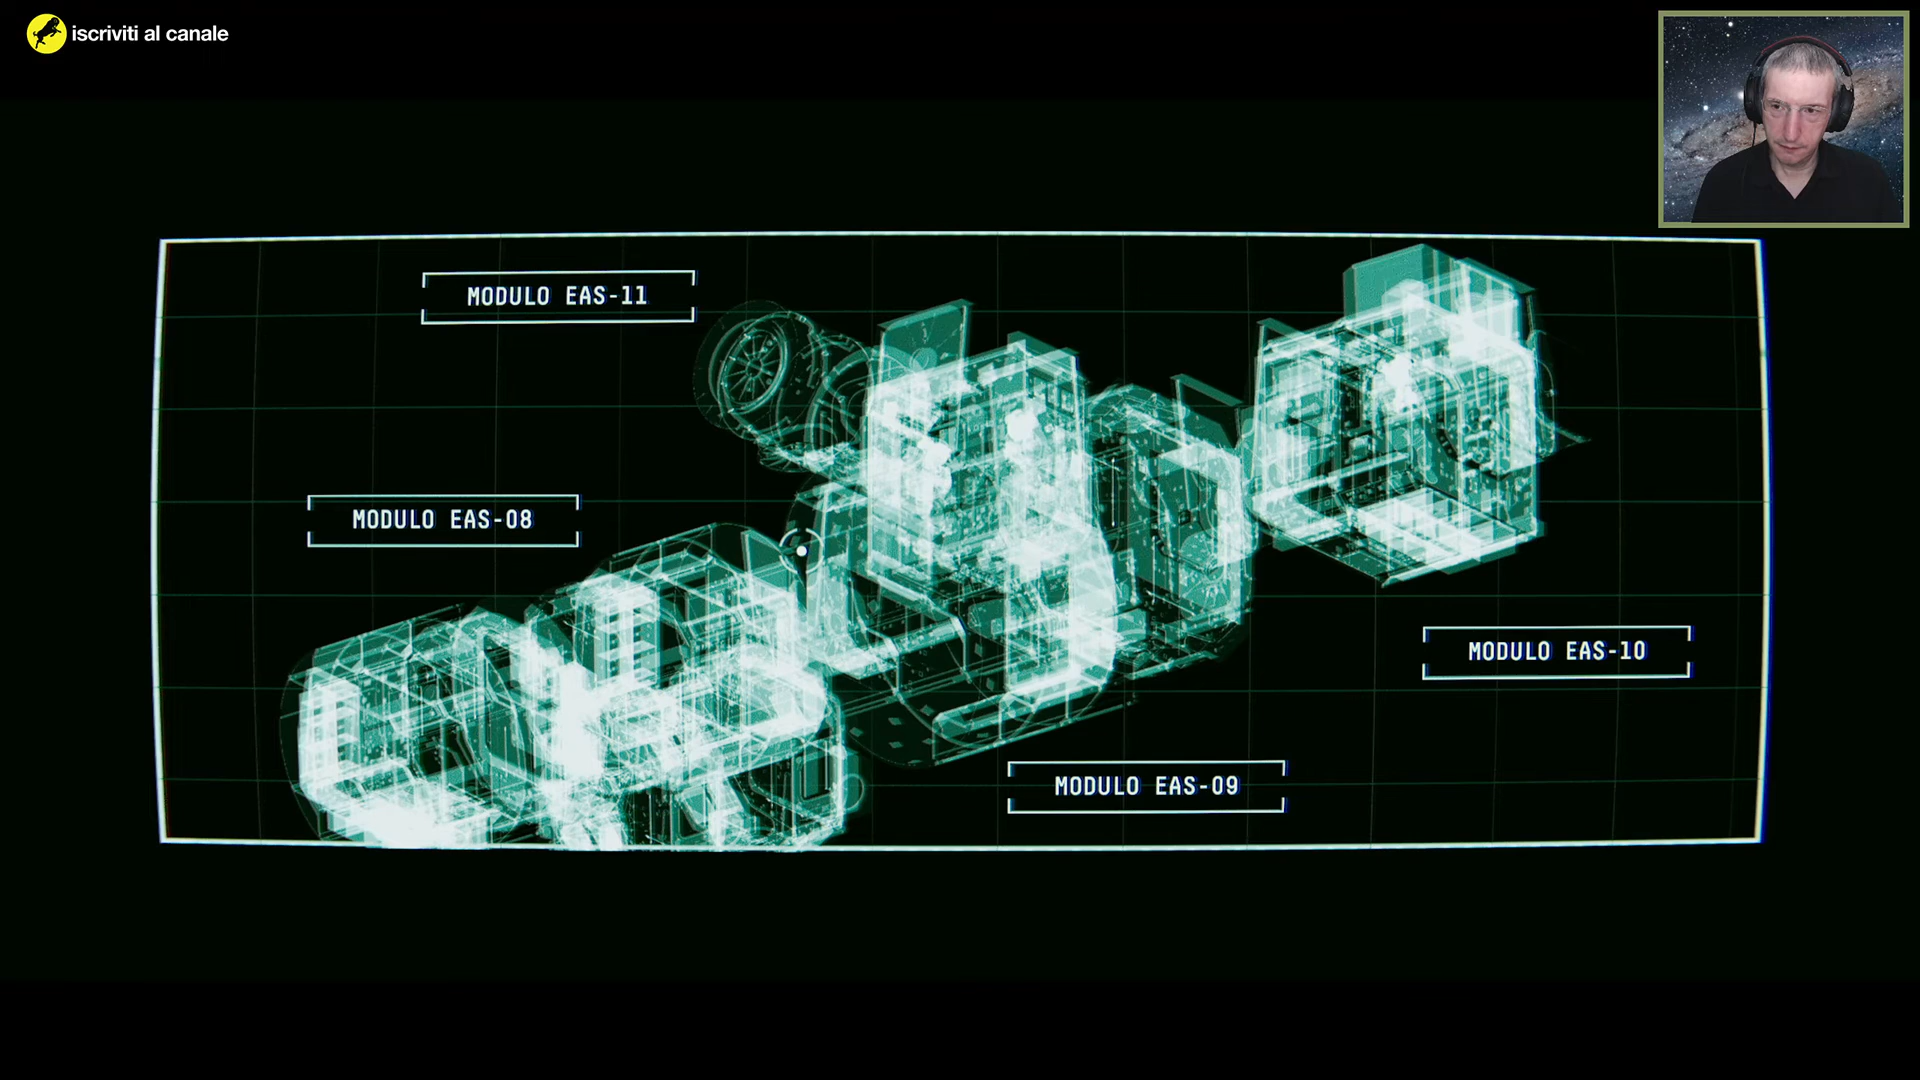 iscriviti al canale
MODULO EAS-11
MODULO EAS-08
MODULO EAS-10
MODULO EAS-09